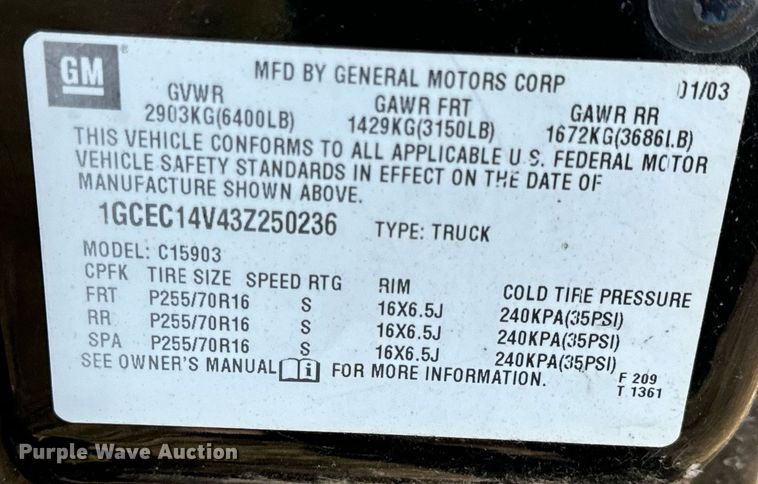 GM
MFD BY GENERAL MOTORS CORP 01/03
GVWR GAWR FRT GAWR RR
2903KG(6400LB) 1429KG(3150LB) 1672KG(3686LB)
THIS VEHICLE CONFORMS TO ALL APPLICABLE U.S. FEDERAL MOTOR
VEHICLE SAFETY STANDARDS IN EFFECT ON THE DATE OF
MANUFACTURE SHOWN ABOVE.
1GCEC14V43Z250236 TYPE: TRUCK
MODEL: C15903
CPFK TIRE SIZE SPEED RTG RIM COLD TIRE PRESSURE
FRT P255/70R16 S 16X6.5J 240KPA(35PSI)
RR P255/70R16 S 16X6.5J 240KPA(35PSI)
SPA P255/70R16 S 16X6.5J 240KPA(35PSI)
SEE OWNER'S MANUAL i FOR MORE INFORMATION.
F 209
T 1361
Purple Wave Auction